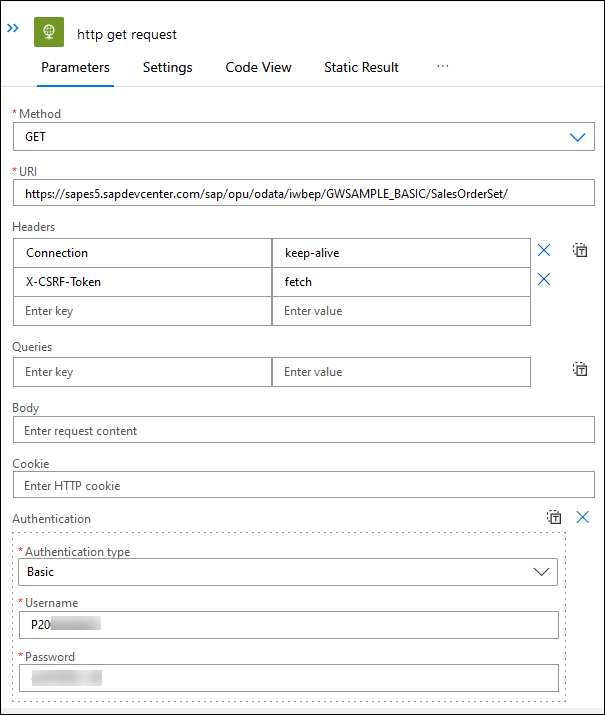 http get request
Parameters Settings Code View Static Result ...
* Method
GET
* URI
https://sapes5.sapdevcenter.com/sap/opu/odata/iwbep/GWSAMPLE_BASIC/SalesOrderSet/
Headers
Connection keep-alive
X-CSRF-Token fetch
Enter key Enter value
Queries
Enter key Enter value
Body
Enter request content
Cookie
Enter HTTP cookie
Authentication
* Authentication type
Basic
* Username
P20
* Password